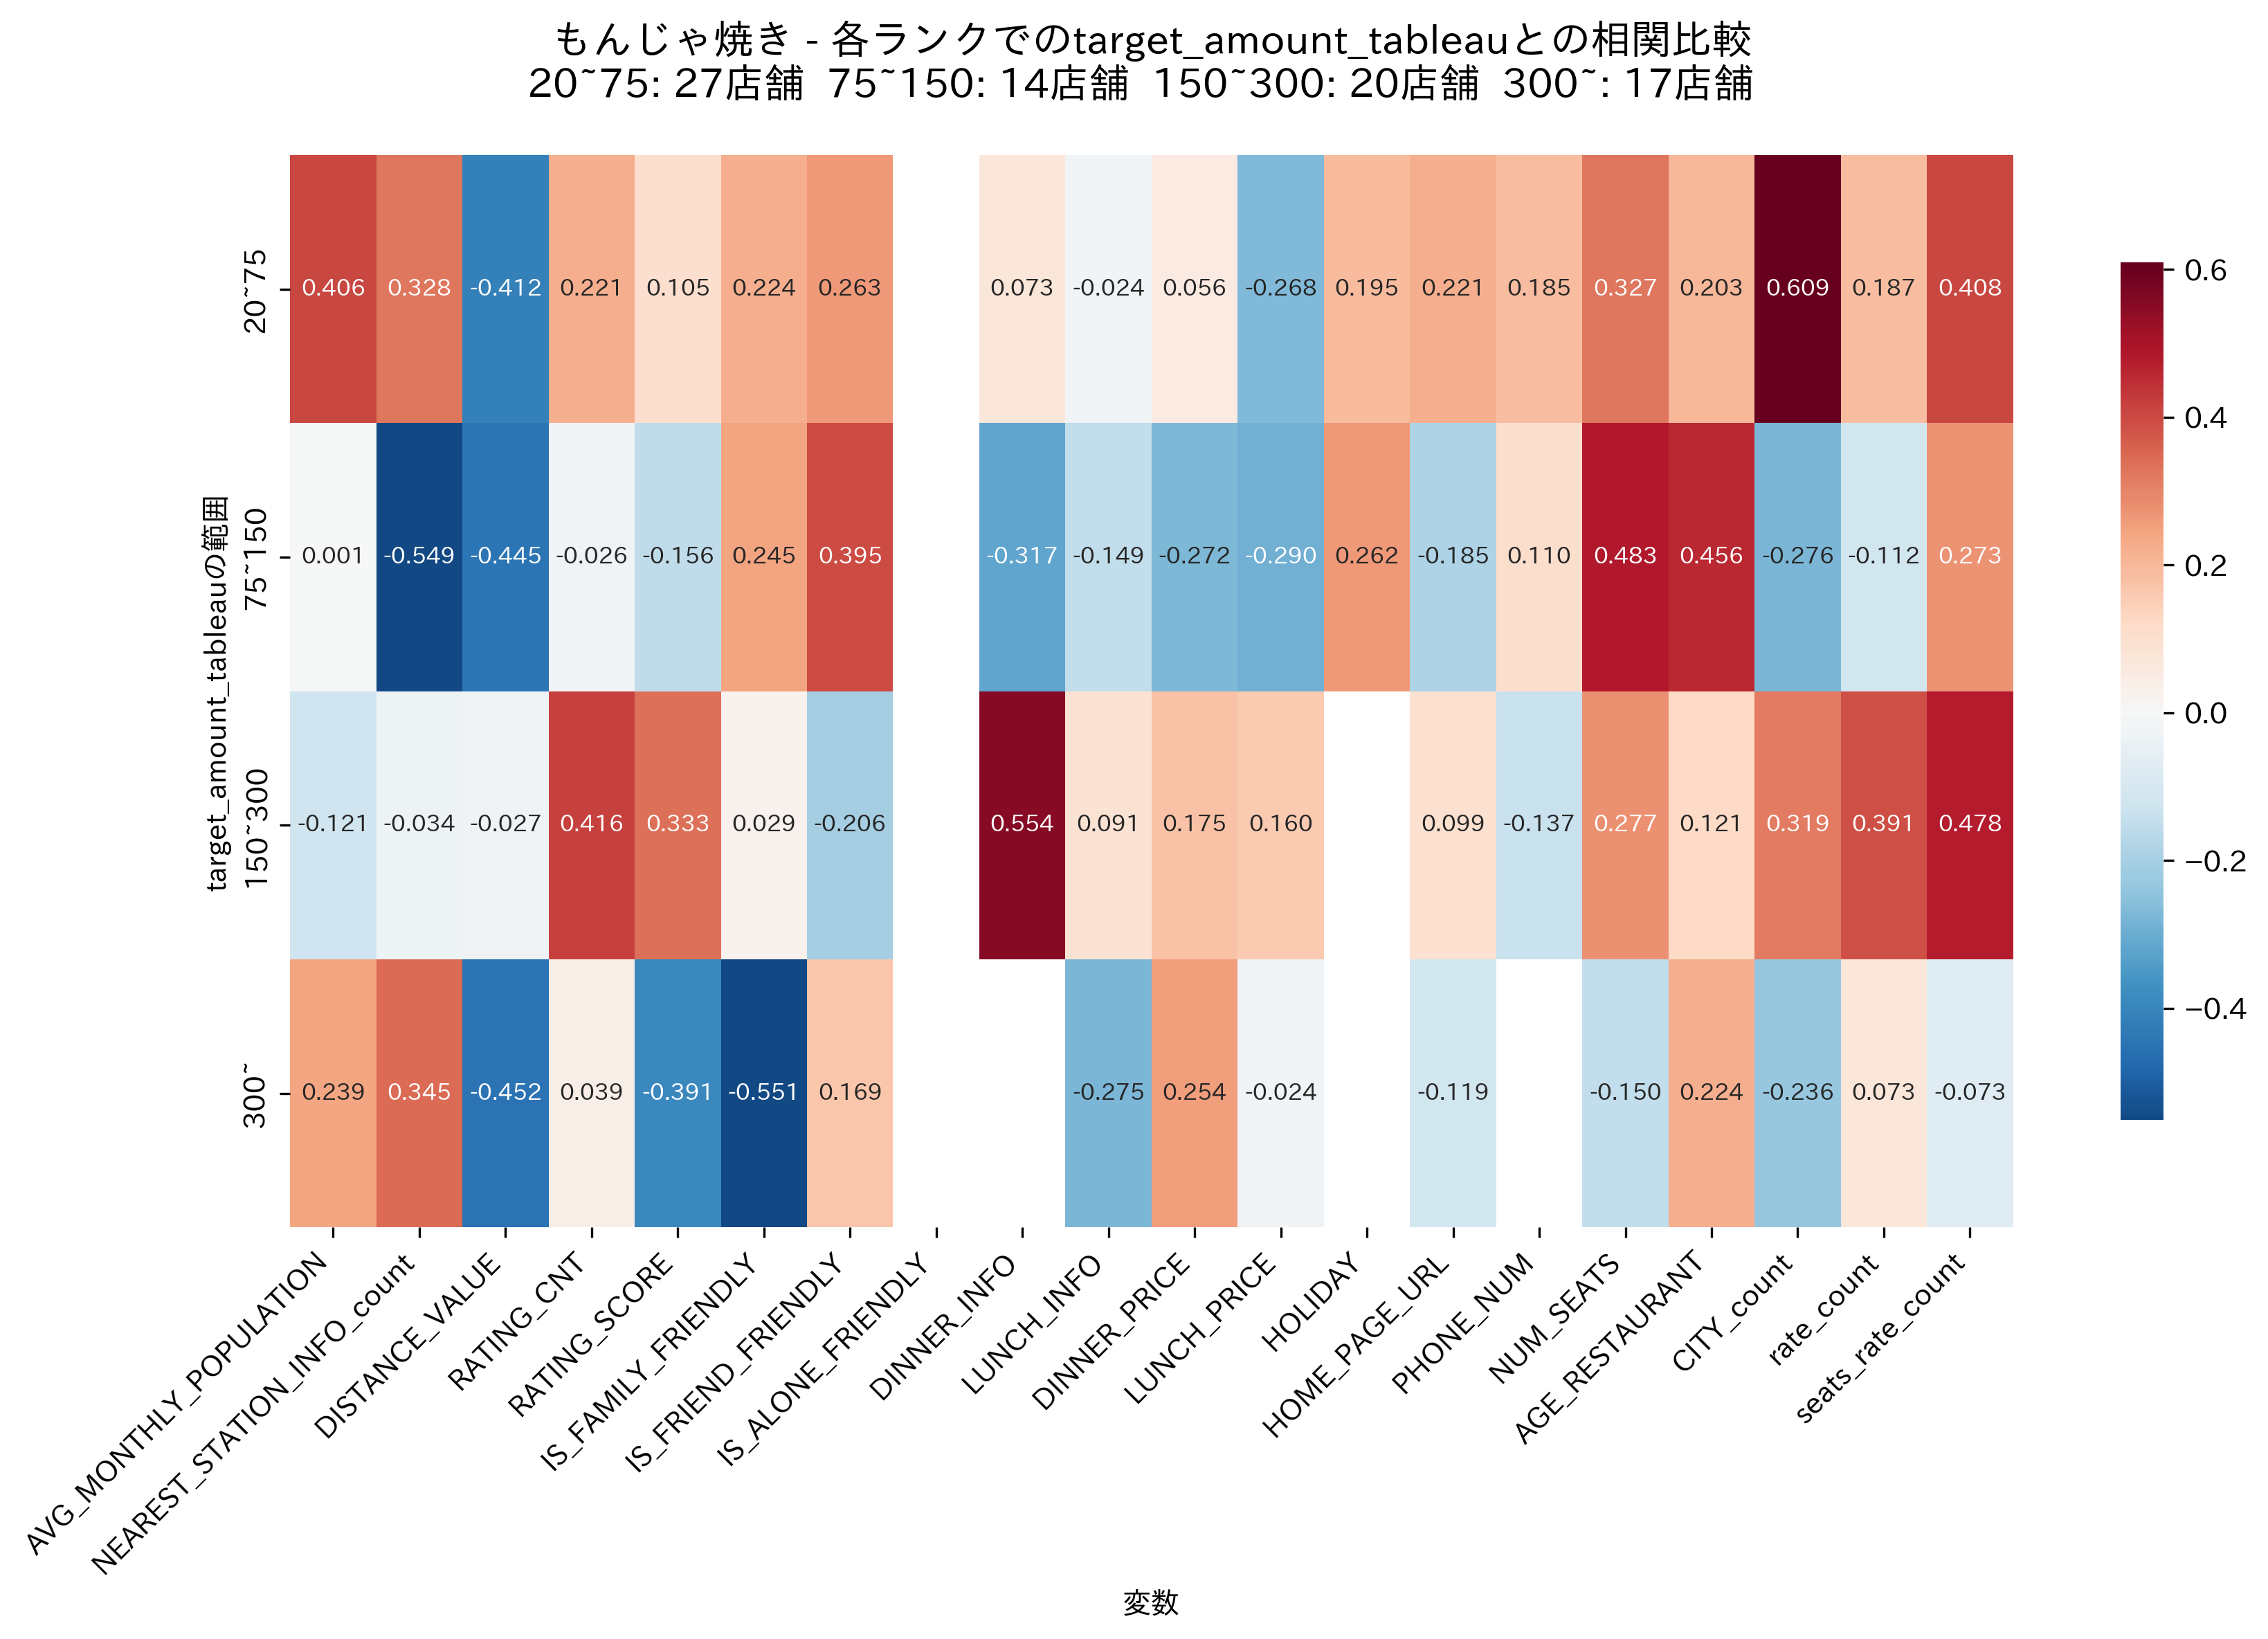 もんじゃ焼き - 各ランクでのtarget_amount_tableauとの相関比較
20~75: 27店舗 75~150: 14店舗 150~300: 20店舗 300~: 17店舗
target_amount_tableauの範囲
20~75
0.406 0.328 -0.412 0.221 0.105 0.224 0.263 0.073 -0.024 0.056 -0.268 0.195 0.221 0.185 0.327 0.203 0.609 0.187 0.408
75~150
0.001 -0.549 -0.445 -0.026 -0.156 0.245 0.395 -0.317 -0.149 -0.272 -0.290 0.262 -0.185 0.110 0.483 0.456 -0.276 -0.112 0.273
150~300
-0.121 -0.034 -0.027 0.416 0.333 0.029 -0.206 0.554 0.091 0.175 0.160 0.099 -0.137 0.277 0.121 0.319 0.391 0.478
300~
0.239 0.345 -0.452 0.039 -0.391 -0.551 0.169 -0.275 0.254 -0.024 -0.119 -0.150 0.224 -0.236 0.073 -0.073
AVG_MONTHLY_POPULATION
NEAREST_STATION_INFO_count
DISTANCE_VALUE
RATING_CNT
RATING_SCORE
IS_FAMILY_FRIENDLY
IS_FRIEND_FRIENDLY
IS_ALONE_FRIENDLY
DINNER_INFO
LUNCH_INFO
DINNER_PRICE
LUNCH_PRICE
HOLIDAY
HOME_PAGE_URL
PHONE_NUM
NUM_SEATS
AGE_RESTAURANT
CITY_count
rate_count
seats_rate_count
変数
0.6
0.4
0.2
0.0
−0.2
−0.4